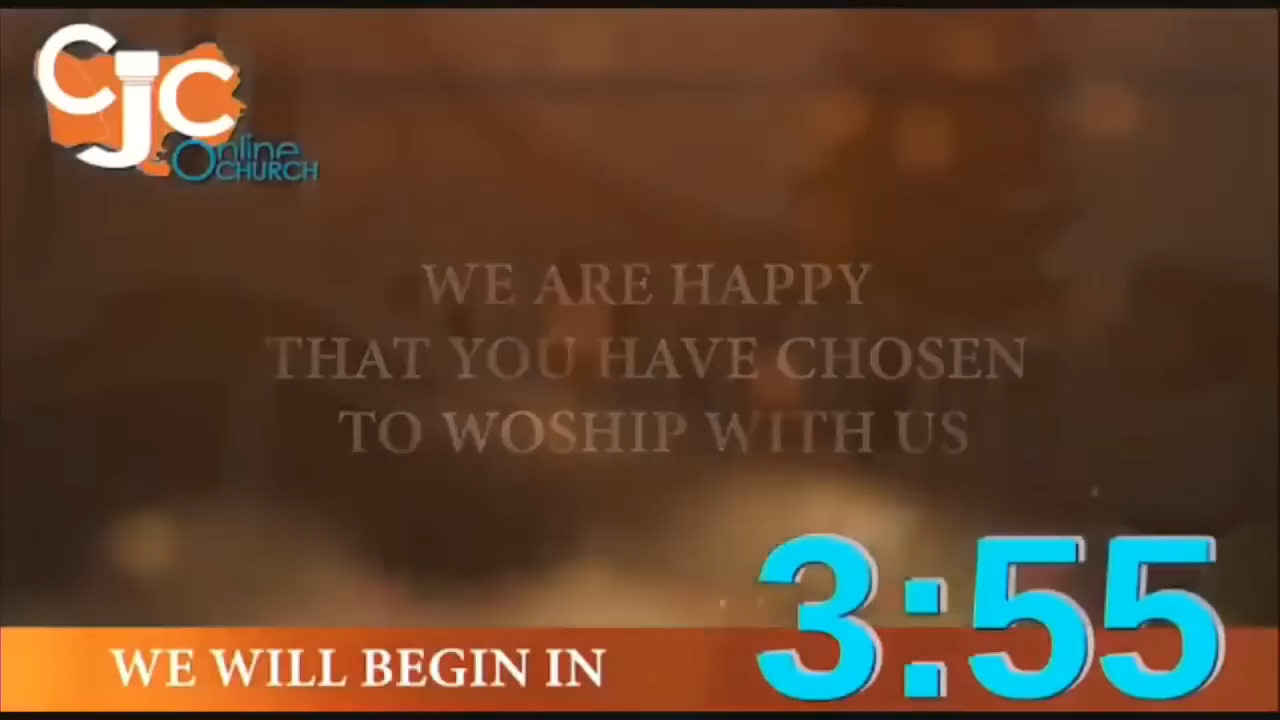 CJC
Online
CHURCH
WE ARE HAPPY
THAT YOU HAVE CHOSEN
TO WOSHIP WITH US
WE WILL BEGIN IN
3:55